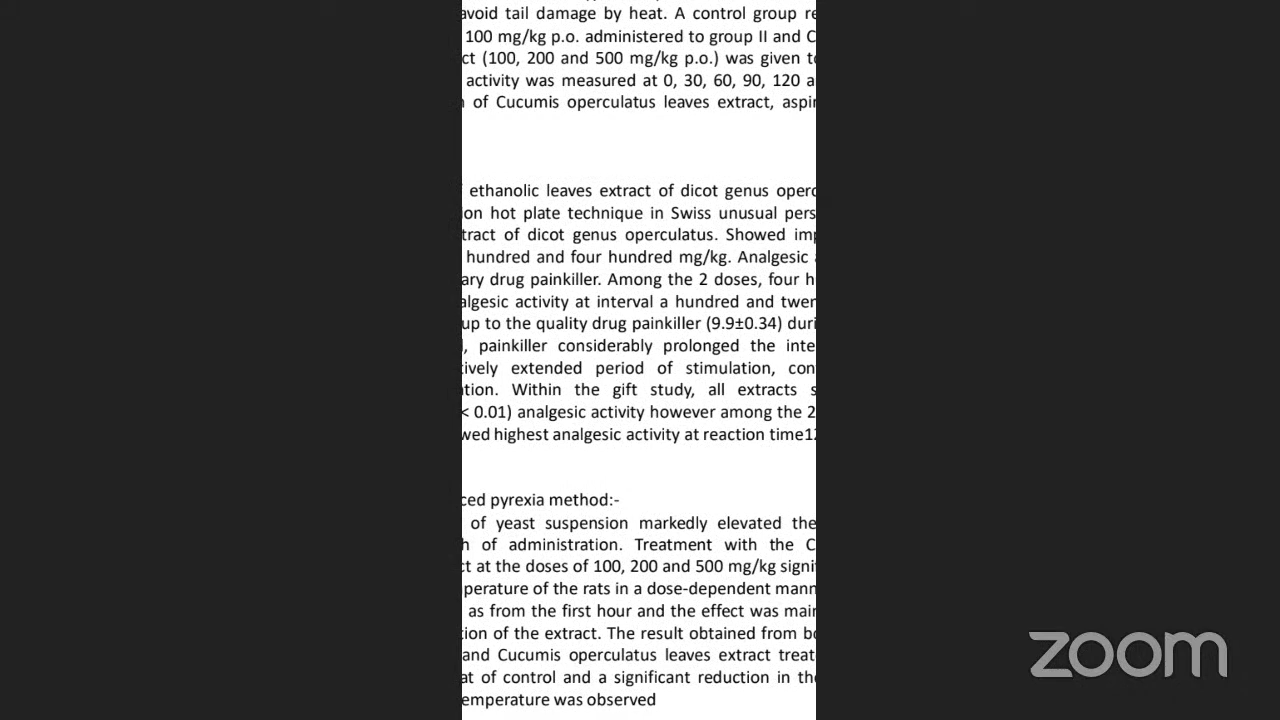 avoid tail damage by heat. A control group re
100 mg/kg p.o. administered to group II and C
ct (100, 200 and 500 mg/kg p.o.) was given to
activity was measured at 0, 30, 60, 90, 120 a
of Cucumis operculatus leaves extract, aspir
ethanolic leaves extract of dicot genus operc
ion hot plate technique in Swiss unusual pers
tract of dicot genus operculatus. Showed imp
hundred and four hundred mg/kg. Analgesic
ary drug painkiller. Among the 2 doses, four h
algesic activity at interval a hundred and twen
up to the quality drug painkiller (9.9±0.34) duri
, painkiller considerably prolonged the inte
tively extended period of stimulation, con
ation. Within the gift study, all extracts s
< 0.01) analgesic activity however among the 2
wed highest analgesic activity at reaction time12
ced pyrexia method:-
of yeast suspension markedly elevated the
h of administration. Treatment with the C
ct at the doses of 100, 200 and 500 mg/kg signif
perature of the rats in a dose-dependent mann
as from the first hour and the effect was main
tion of the extract. The result obtained from bo
and Cucumis operculatus leaves extract treat
at of control and a significant reduction in the
emperature was observed
zoom